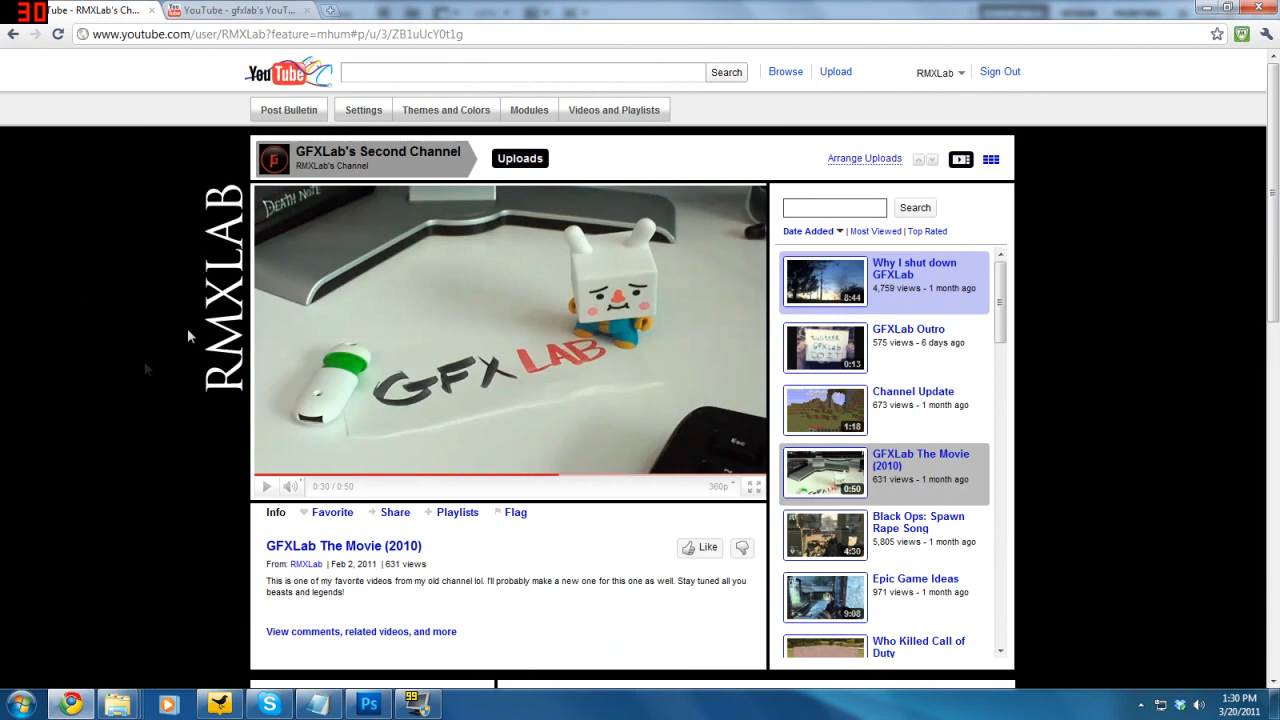 30
Tube - RMXLab's Ch...
YouTube - gfxlab's YouT...
www.youtube.com/user/RMXLab?feature=mhum#p/u/3/ZB1uUcY0t1g
YouTube
Search
Browse
Upload
RMXLab
Sign Out
Post Bulletin
Settings
Themes and Colors
Modules
Videos and Playlists
GFXLab's Second Channel
RMXLab's Channel
Uploads
Arrange Uploads
RMXLAB
DEATH NOTE
GFXLAB
Esc
0:30 / 0:50
360p
Search
Date Added | Most Viewed | Top Rated
Why I shut down
GFXLab
4,759 views - 1 month ago
8:44
GFXLab Outro
575 views - 6 days ago
twitter
GFXLab
DO IT
0:13
Channel Update
673 views - 1 month ago
1:18
GFXLab The Movie
(2010)
631 views - 1 month ago
0:50
Black Ops: Spawn
Rape Song
5,805 views - 1 month ago
4:30
Epic Game Ideas
971 views - 1 month ago
9:08
Who Killed Call of
Duty
Info
Favorite
Share
Playlists
Flag
GFXLab The Movie (2010)
Like
From: RMXLab | Feb 2, 2011 | 631 views
This is one of my favorite videos from my old channel lol. I'll probably make a new one for this one as well. Stay tuned all you
beasts and legends!
View comments, related videos, and more
Ps
99
1:30 PM
3/20/2011